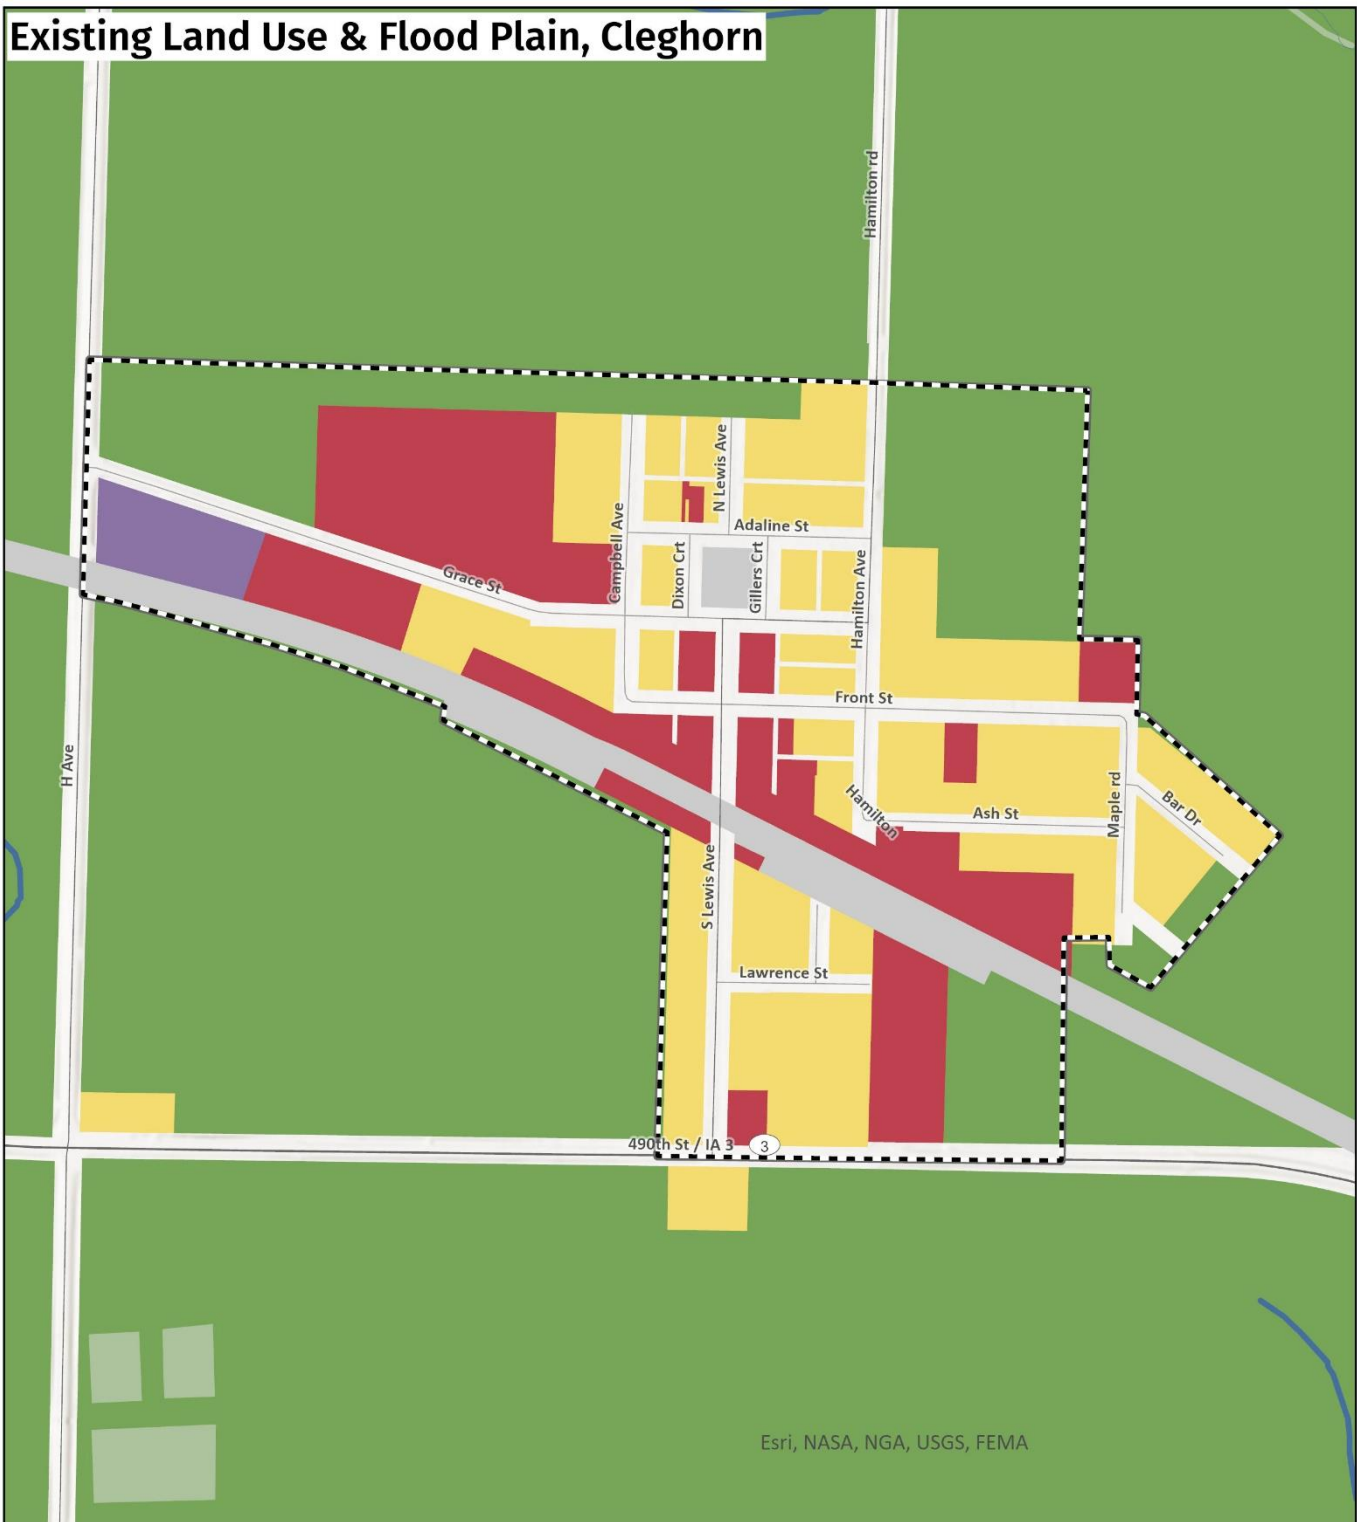 Existing Land Use & Flood Plain, Cleghorn
Hamilton rd
N Lewis Ave
Adaline St
Campbell Ave
Dixon Crt
Gillers Crt
Hamilton Ave
Grace St
Front St
H Ave
Maple rd
Bar Dr
Hamilton
Ash St
S Lewis Ave
Lawrence St
490th St / IA 3
3
Esri, NASA, NGA, USGS, FEMA